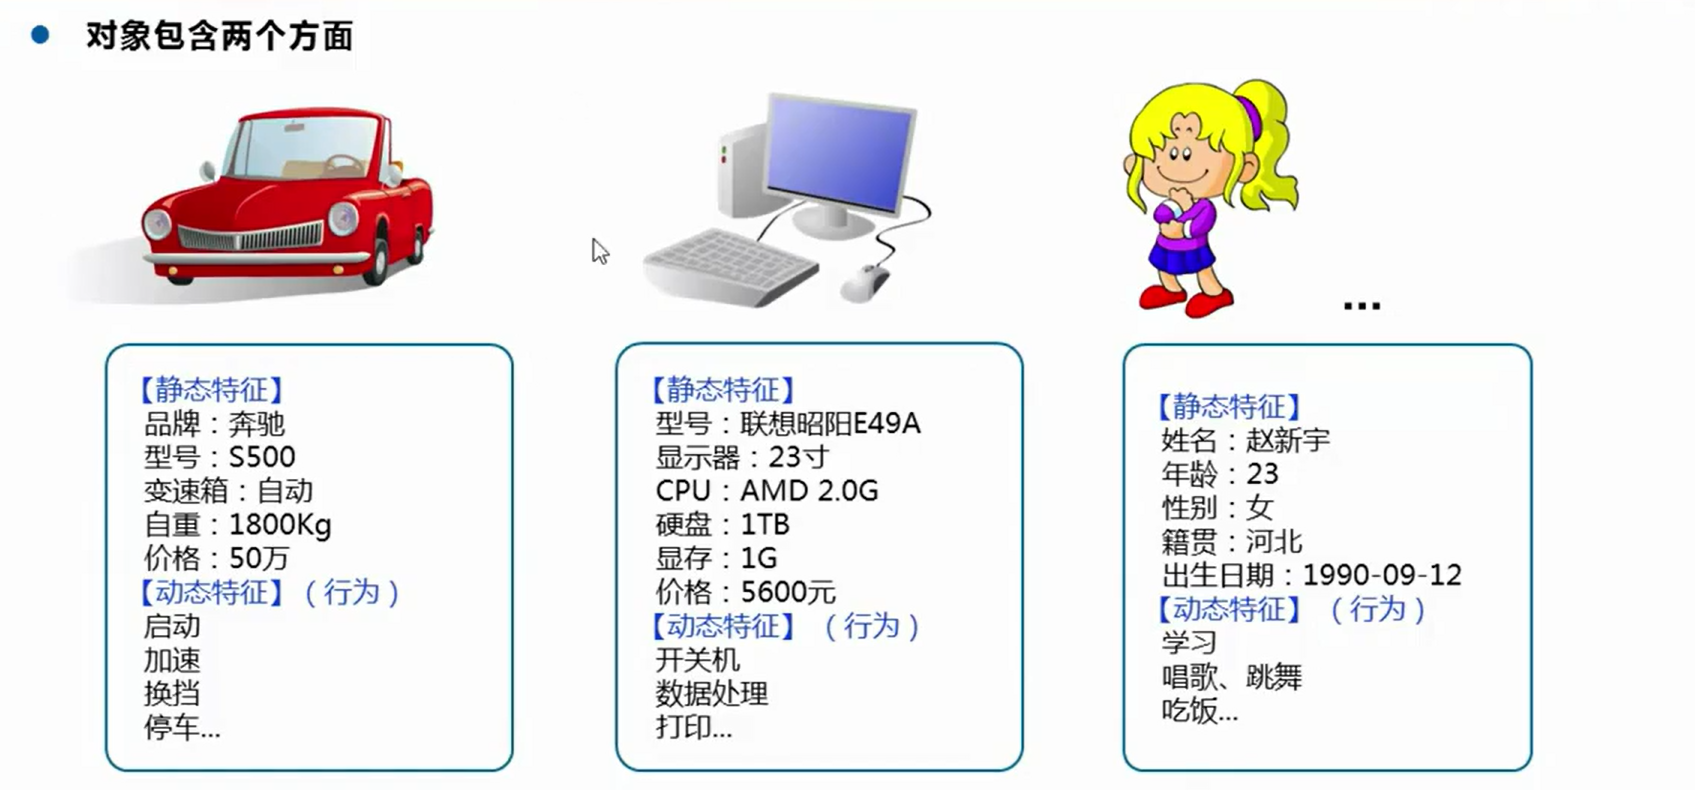 对象包含两个方面
...
【静态特征】
品牌：奔驰
型号：S500
变速箱：自动
自重：1800Kg
价格：50万
【动态特征】（行为）
启动
加速
换挡
停车...
【静态特征】
型号：联想昭阳E49A
显示器：23寸
CPU：AMD 2.0G
硬盘：1TB
显存：1G
价格：5600元
【动态特征】（行为）
开关机
数据处理
打印...
【静态特征】
姓名：赵新宇
年龄：23
性别：女
籍贯：河北
出生日期：1990-09-12
【动态特征】（行为）
学习
唱歌、跳舞
吃饭...